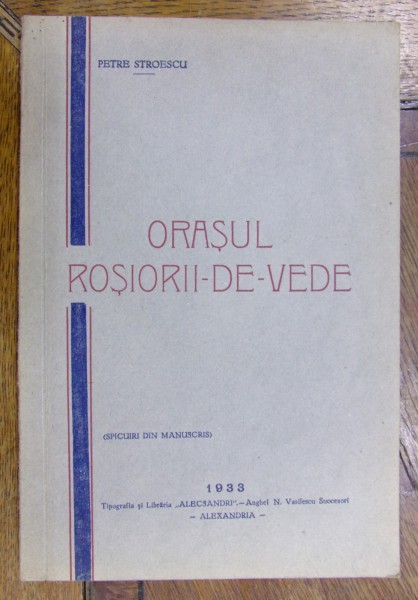 PETRE STROESCU
ORAȘUL
ROȘIORII-DE-VEDE
(SPICUIRI DIN MANUSCRIS)
1933
Tipografia și Librăria „ALECSANDRI".—Anghel N. Vasilescu Succesori
— ALEXANDRIA —